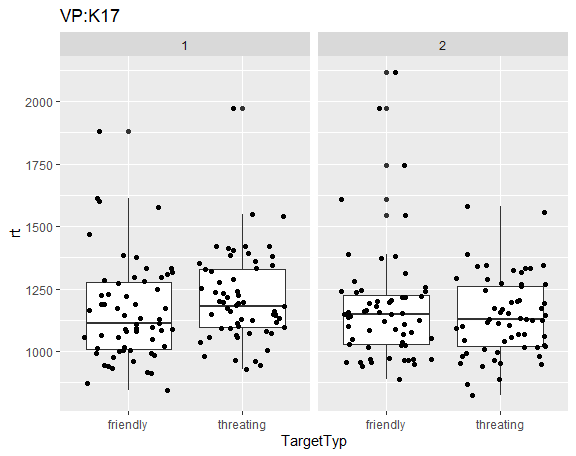 VP:K17
1 2
2000
1750
1500
1250
1000
rt
friendly threating friendly threating
TargetTyp